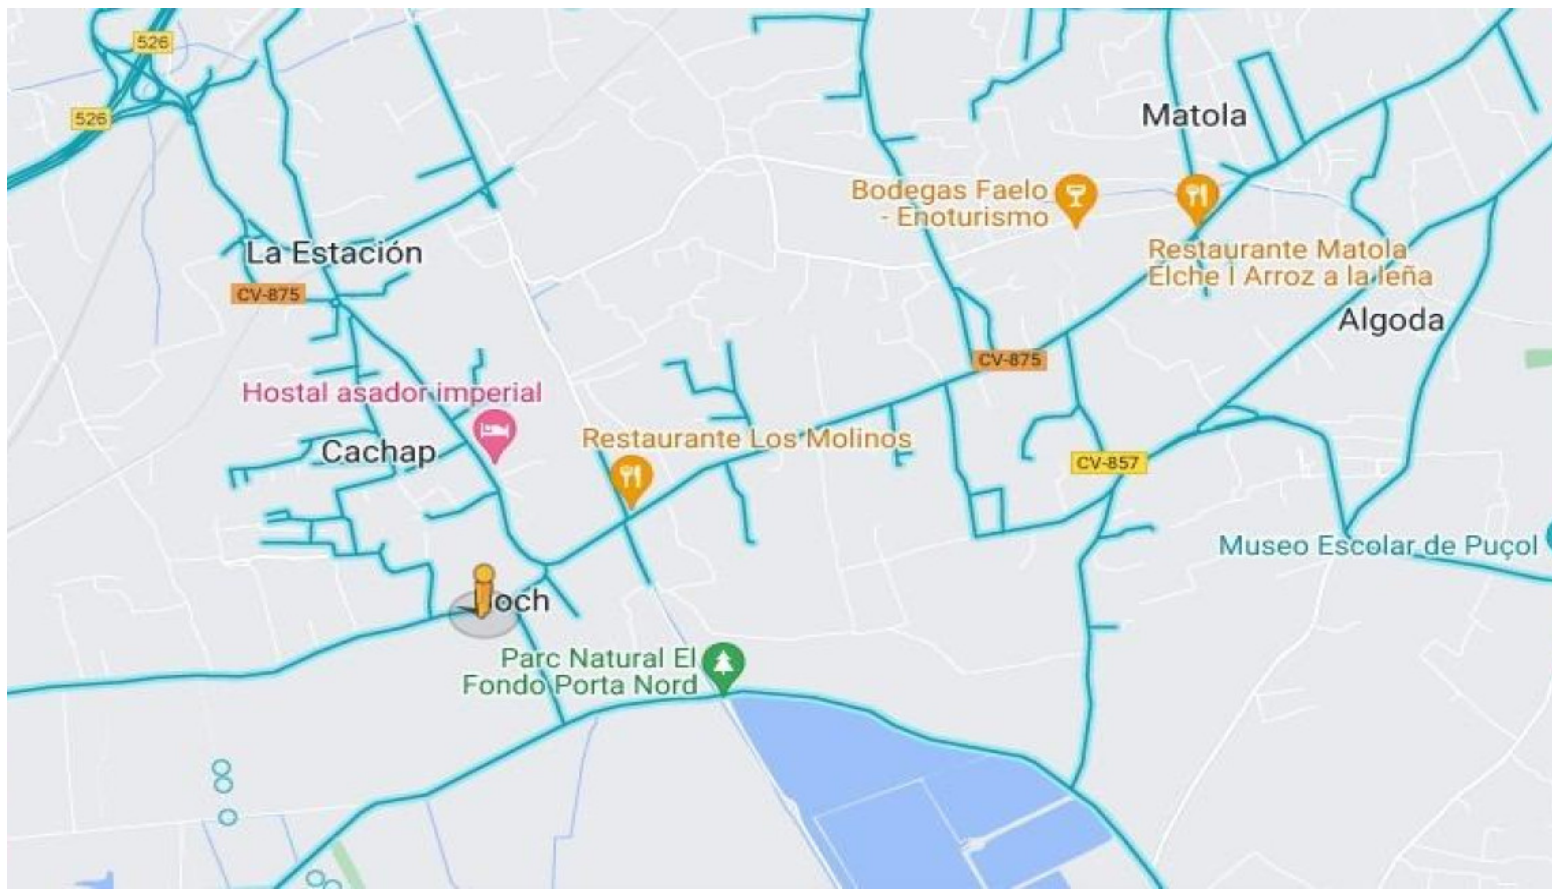 526
526
Matola
Bodegas Faelo
- Enoturismo
Restaurante Matola
Elche | Arroz a la leña
La Estación
CV-875
Algoda
CV-875
Hostal asador imperial
Cachap
Restaurante Los Molinos
CV-857
Museo Escolar de Puçol
Parc Natural El
Fondo Porta Nord